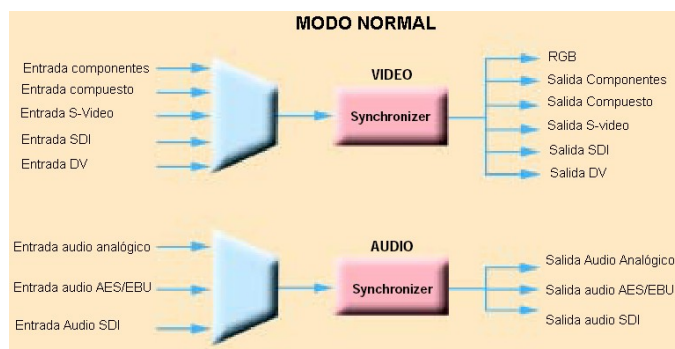 MODO NORMAL
Entrada componentes
Entrada compuesto
Entrada S-Video
Entrada SDI
Entrada DV
VIDEO
Synchronizer
RGB
Salida Componentes
Salida Compuesto
Salida S-video
Salida SDI
Salida DV
Entrada audio analógico
Entrada audio AES/EBU
Entrada Audio SDI
AUDIO
Synchronizer
Salida Audio Analógico
Salida audio AES/EBU
Salida audio SDI